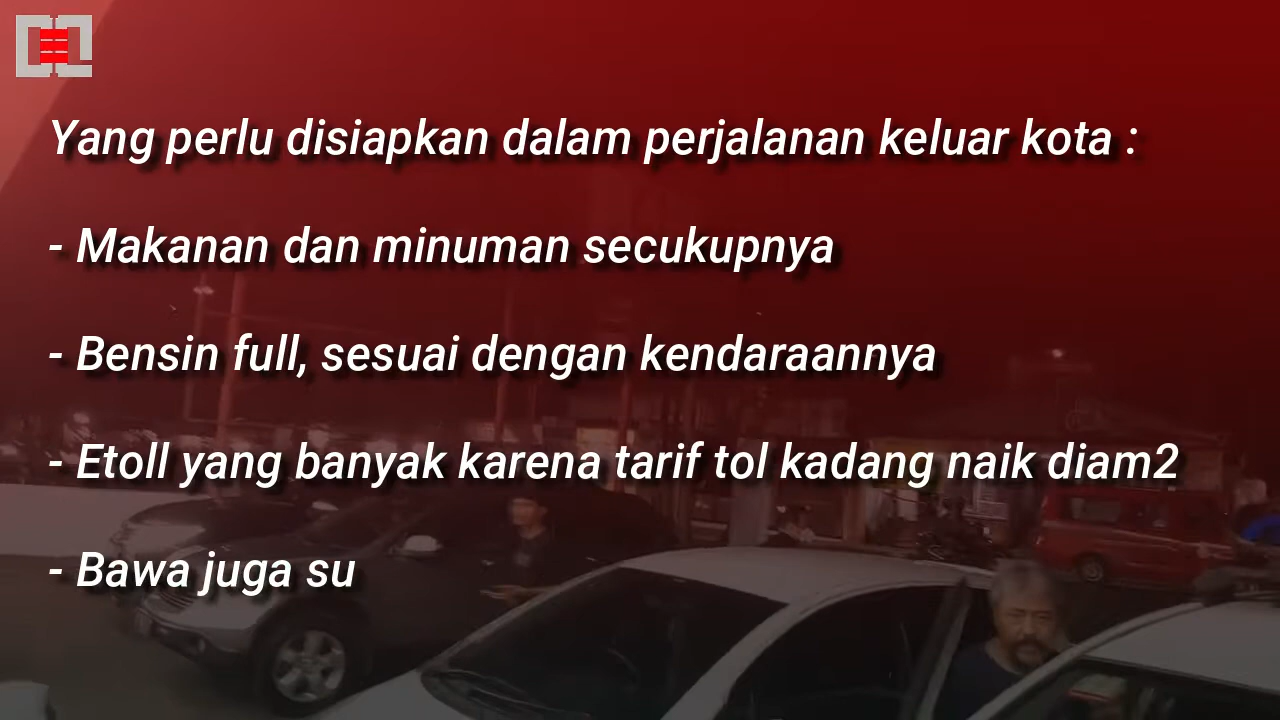 Yang perlu disiapkan dalam perjalanan keluar kota :
- Makanan dan minuman secukupnya
- Bensin full, sesuai dengan kendaraannya
- Etoll yang banyak karena tarif tol kadang naik diam2
- Bawa juga su